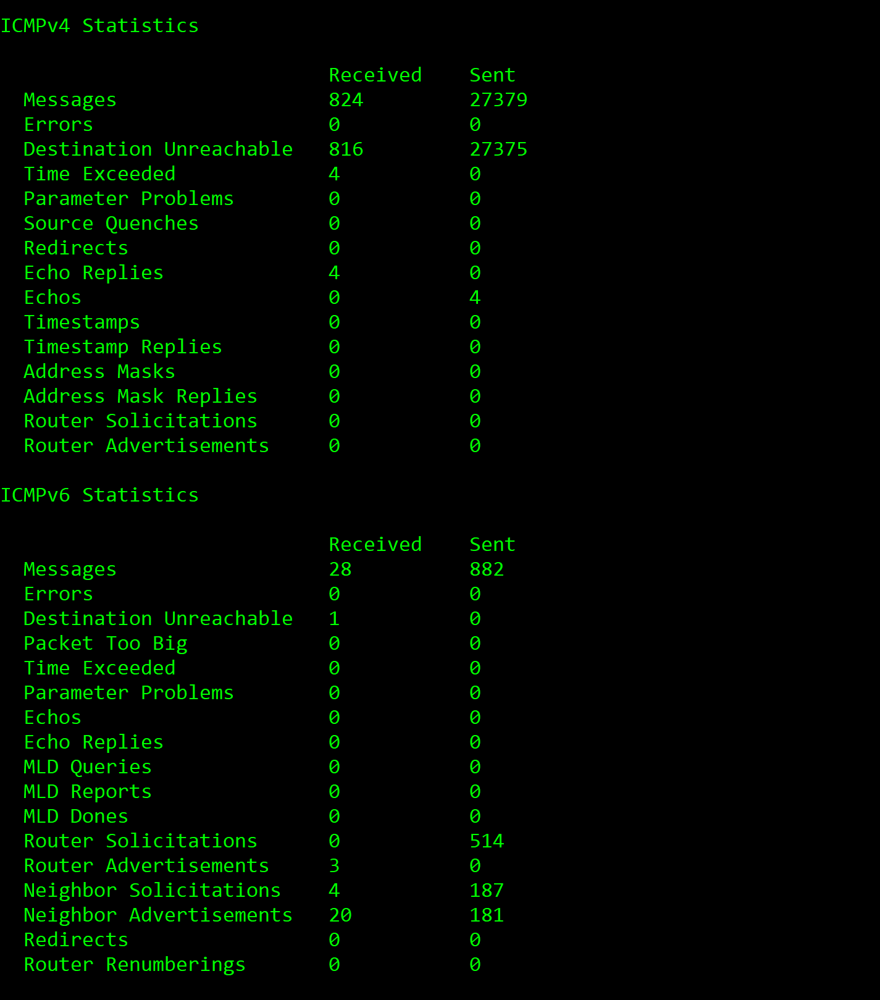 ICMPv4 Statistics
                            Received    Sent
  Messages                  824         27379
  Errors                    0           0
  Destination Unreachable   816         27375
  Time Exceeded             4           0
  Parameter Problems        0           0
  Source Quenches           0           0
  Redirects                 0           0
  Echo Replies              4           0
  Echos                     0           4
  Timestamps                0           0
  Timestamp Replies         0           0
  Address Masks             0           0
  Address Mask Replies      0           0
  Router Solicitations      0           0
  Router Advertisements     0           0
ICMPv6 Statistics
                            Received    Sent
  Messages                  28          882
  Errors                    0           0
  Destination Unreachable   1           0
  Packet Too Big            0           0
  Time Exceeded             0           0
  Parameter Problems        0           0
  Echos                     0           0
  Echo Replies              0           0
  MLD Queries               0           0
  MLD Reports               0           0
  MLD Dones                 0           0
  Router Solicitations      0           514
  Router Advertisements     3           0
  Neighbor Solicitations    4           187
  Neighbor Advertisements   20          181
  Redirects                 0           0
  Router Renumberings       0           0